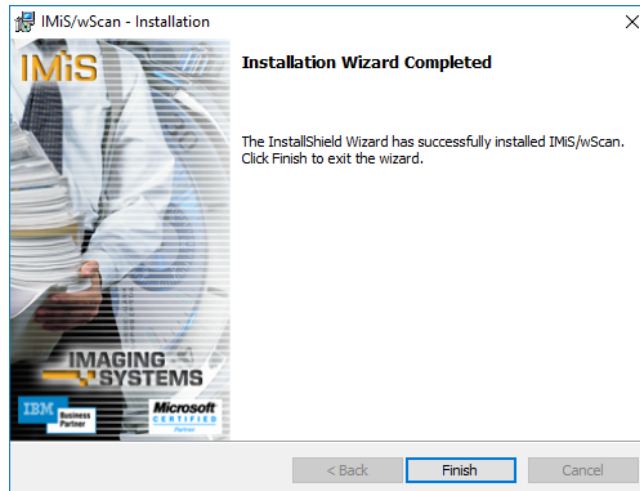 IMiS/wScan - Installation
IMiS
Installation Wizard Completed
The InstallShield Wizard has successfully installed IMiS/wScan.
Click Finish to exit the wizard.
IMAGING
SYSTEMS
IBM
Business
Partner
Microsoft
CERTIFIED
Partner
< Back
Finish
Cancel